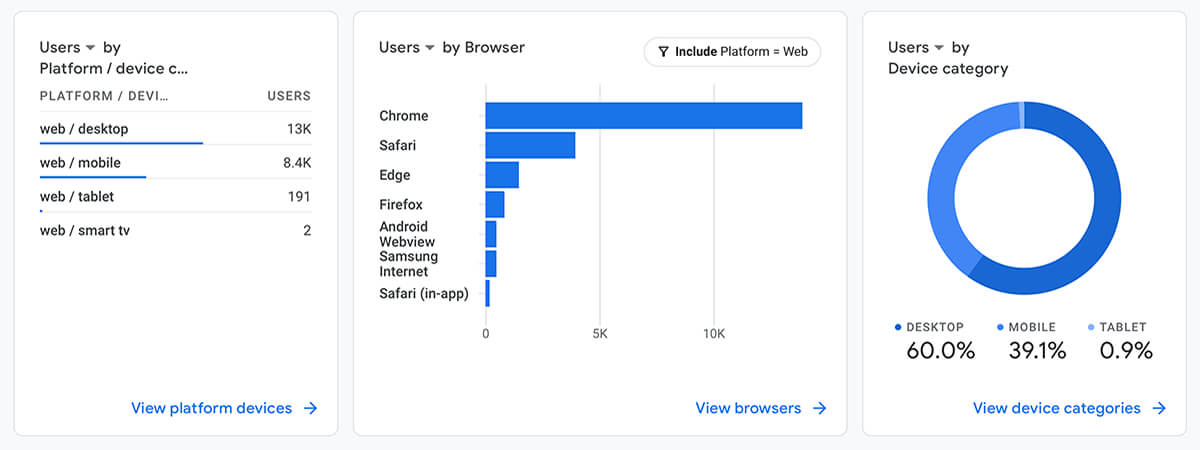 Users by
Platform / device c...
PLATFORM / DEVI... USERS
web / desktop 13K
web / mobile 8.4K
web / tablet 191
web / smart tv 2
View platform devices →
Users by Browser
Include Platform = Web
Chrome
Safari
Edge
Firefox
Android
Webview
Samsung
Internet
Safari (in-app)
0 5K 10K
View browsers →
Users by
Device category
DESKTOP MOBILE TABLET
60.0% 39.1% 0.9%
View device categories →